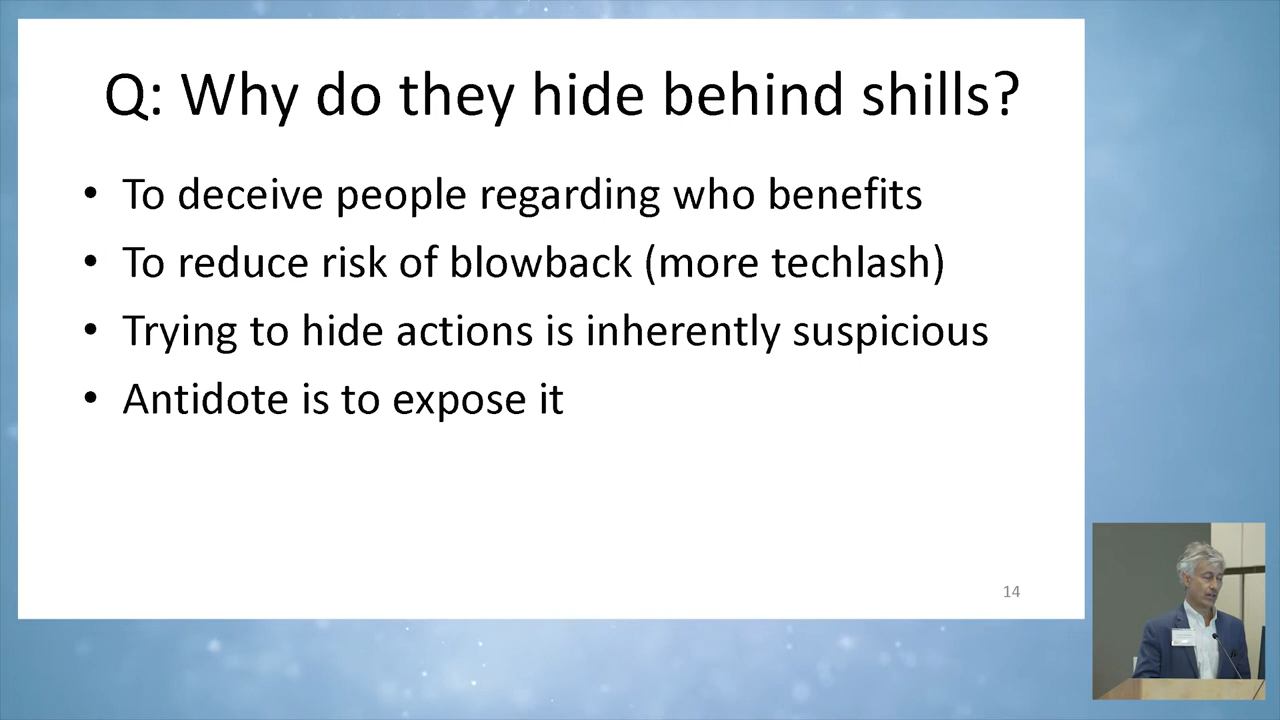 Q: Why do they hide behind shills?
• To deceive people regarding who benefits
• To reduce risk of blowback (more techlash)
• Trying to hide actions is inherently suspicious
• Antidote is to expose it
14